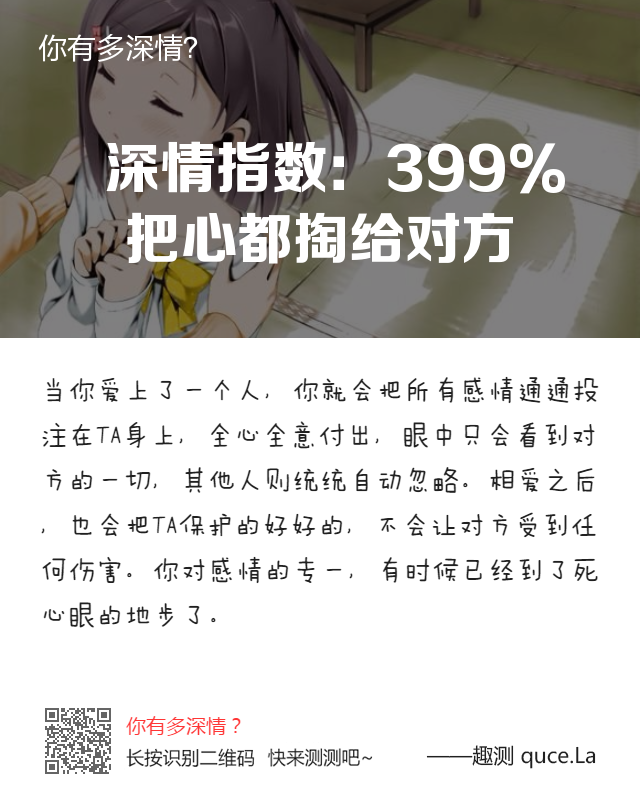 你有多深情?
深情指数：399%
把心都掏给对方
当你爱上了一个人，你就会把所有感情通通投
注在TA身上，全心全意付出，眼中只会看到对
方的一切，其他人则统统自动忽略。相爱之后
，也会把TA保护的好好的，不会让对方受到任
何伤害。你对感情的专一，有时候已经到了死
心眼的地步了。
你有多深情？
长按识别二维码 快来测测吧~
——趣测 quce.La